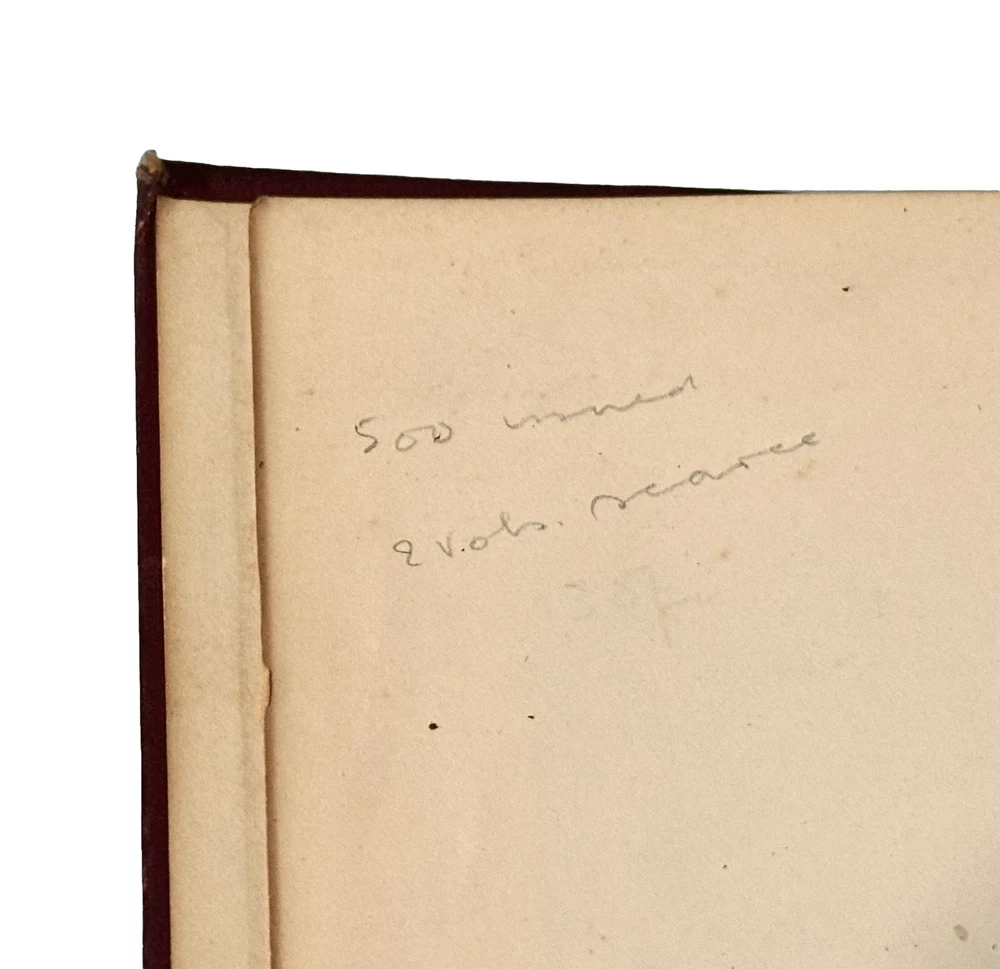 500 issued
2 vols. scarce